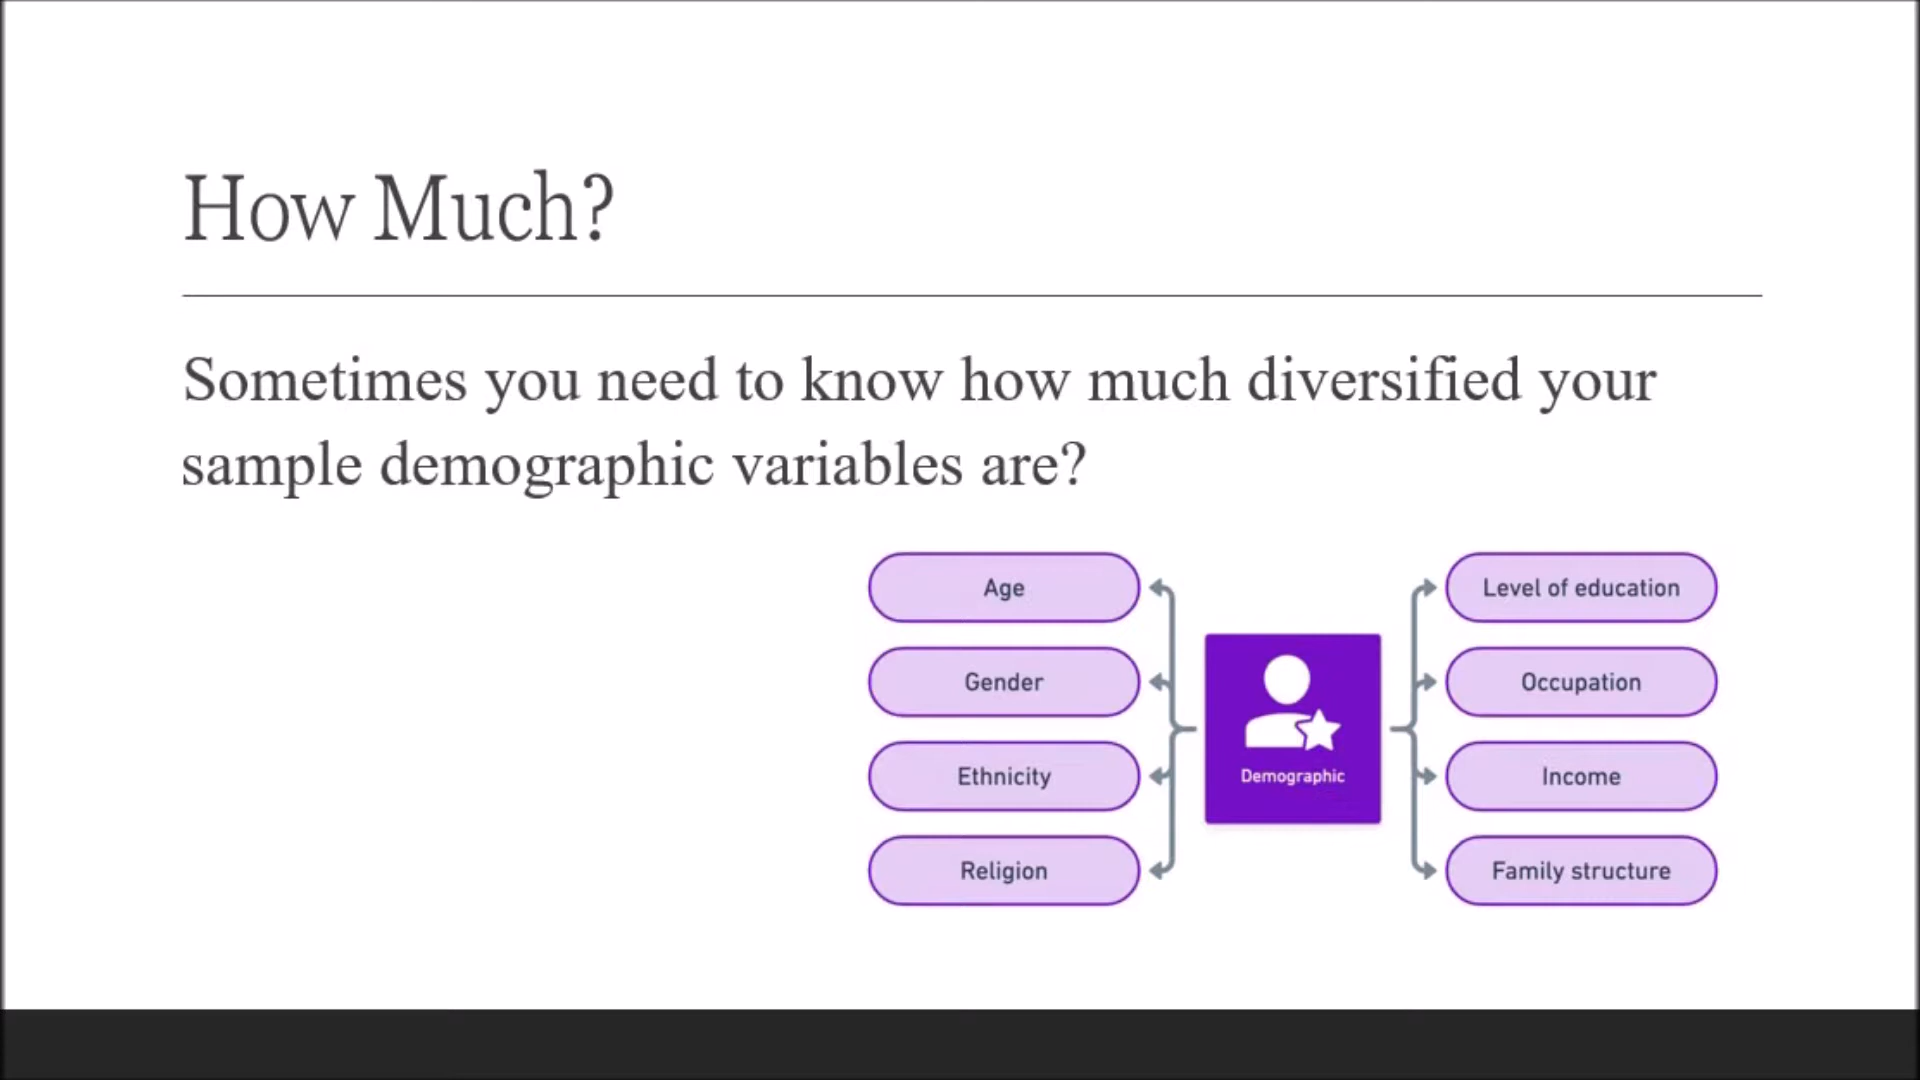 How Much?
Sometimes you need to know how much diversified your
sample demographic variables are?
Age
Gender
Ethnicity
Religion
Demographic
Level of education
Occupation
Income
Family structure